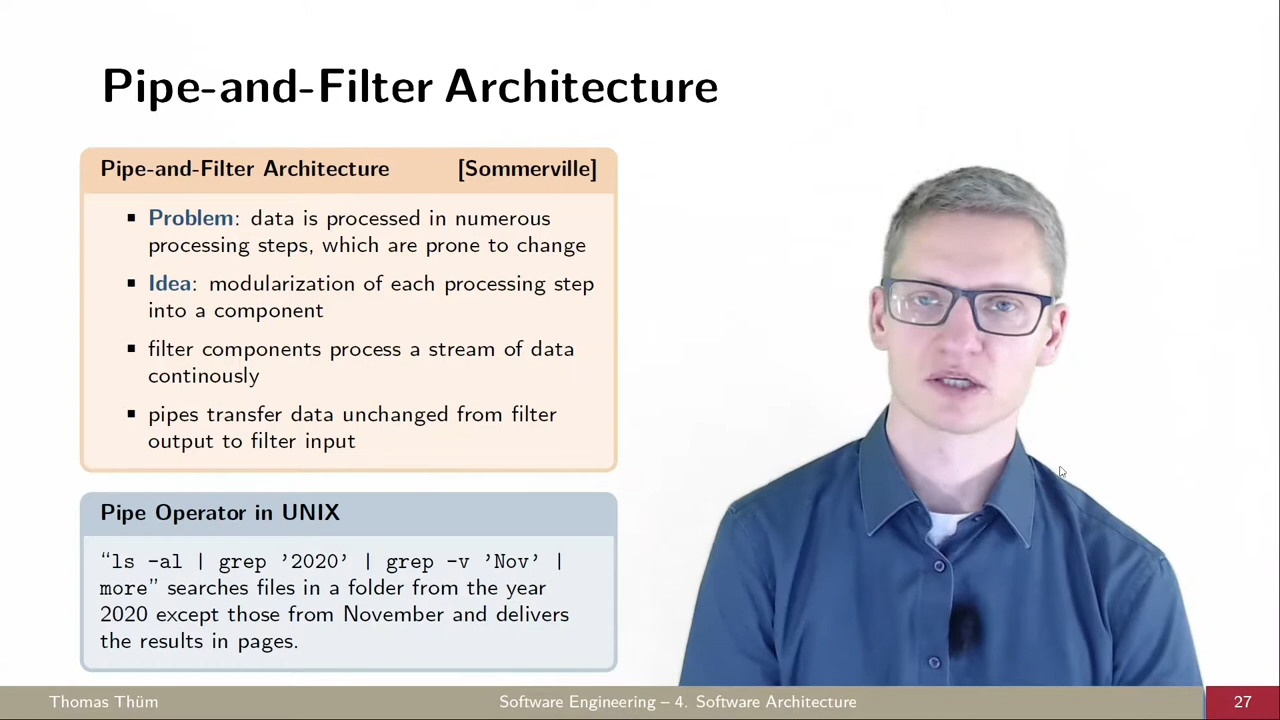 Pipe-and-Filter Architecture
Pipe-and-Filter Architecture [Sommerville]
▪ Problem: data is processed in numerous
processing steps, which are prone to change
▪ Idea: modularization of each processing step
into a component
▪ filter components process a stream of data
continously
▪ pipes transfer data unchanged from filter
output to filter input
Pipe Operator in UNIX
“ls -al | grep ’2020’ | grep -v ’Nov’ |
more” searches files in a folder from the year
2020 except those from November and delivers
the results in pages.
Thomas Thüm Software Engineering – 4. Software Architecture 27